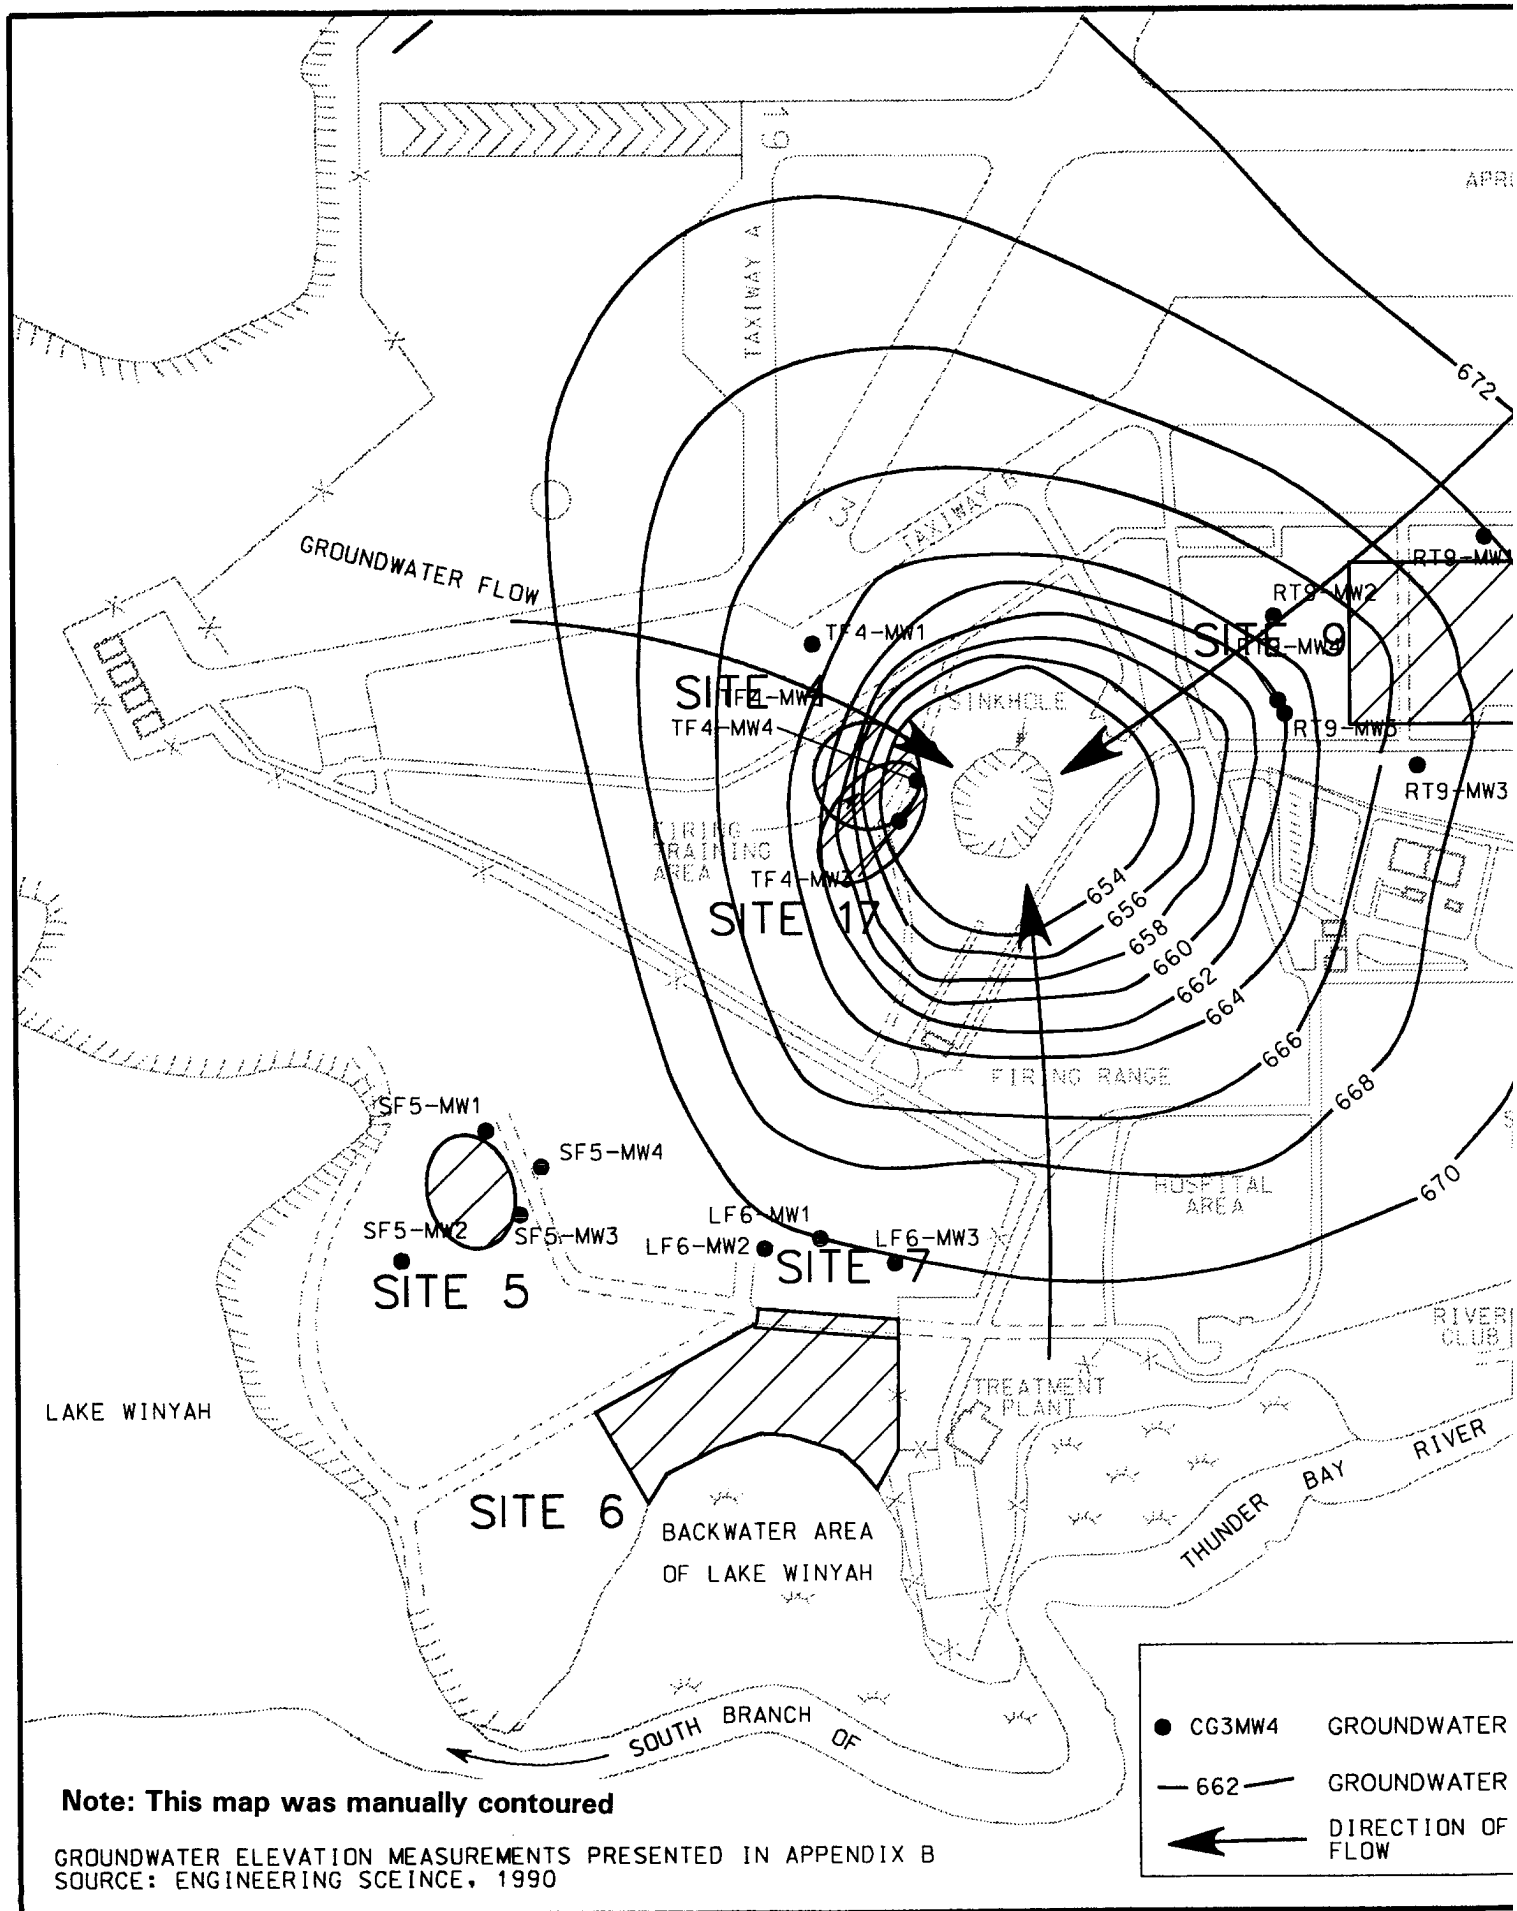 19
APRO
TAXIWAY A
672
3
TAXIWAY B
GROUNDWATER FLOW
RT9-MW1
RT9-MW2
TF4-MW1
SITE 9
RT9-MW4
SITE 4
SINKHOLE
TF4-MW4
RT9-MW5
RT9-MW3
FIRING
TRAINING
AREA
TF4-MW3
SITE 17
654
656
658
660
662
664
666
668
670
FIRING RANGE
SF5-MW1
SF5-MW4
HOSPITAL
AREA
SF5-MW2
SF5-MW3
LF6-MW1
LF6-MW2
LF6-MW3
SITE 7
SITE 5
RIVER
CLUB
LAKE WINYAH
TREATMENT
PLANT
SITE 6
BACKWATER AREA
OF LAKE WINYAH
THUNDER BAY RIVER
SOUTH BRANCH OF
CG3MW4 GROUNDWATER
662 GROUNDWATER
DIRECTION OF
FLOW
Note: This map was manually contoured
GROUNDWATER ELEVATION MEASUREMENTS PRESENTED IN APPENDIX B
SOURCE: ENGINEERING SCEINCE, 1990